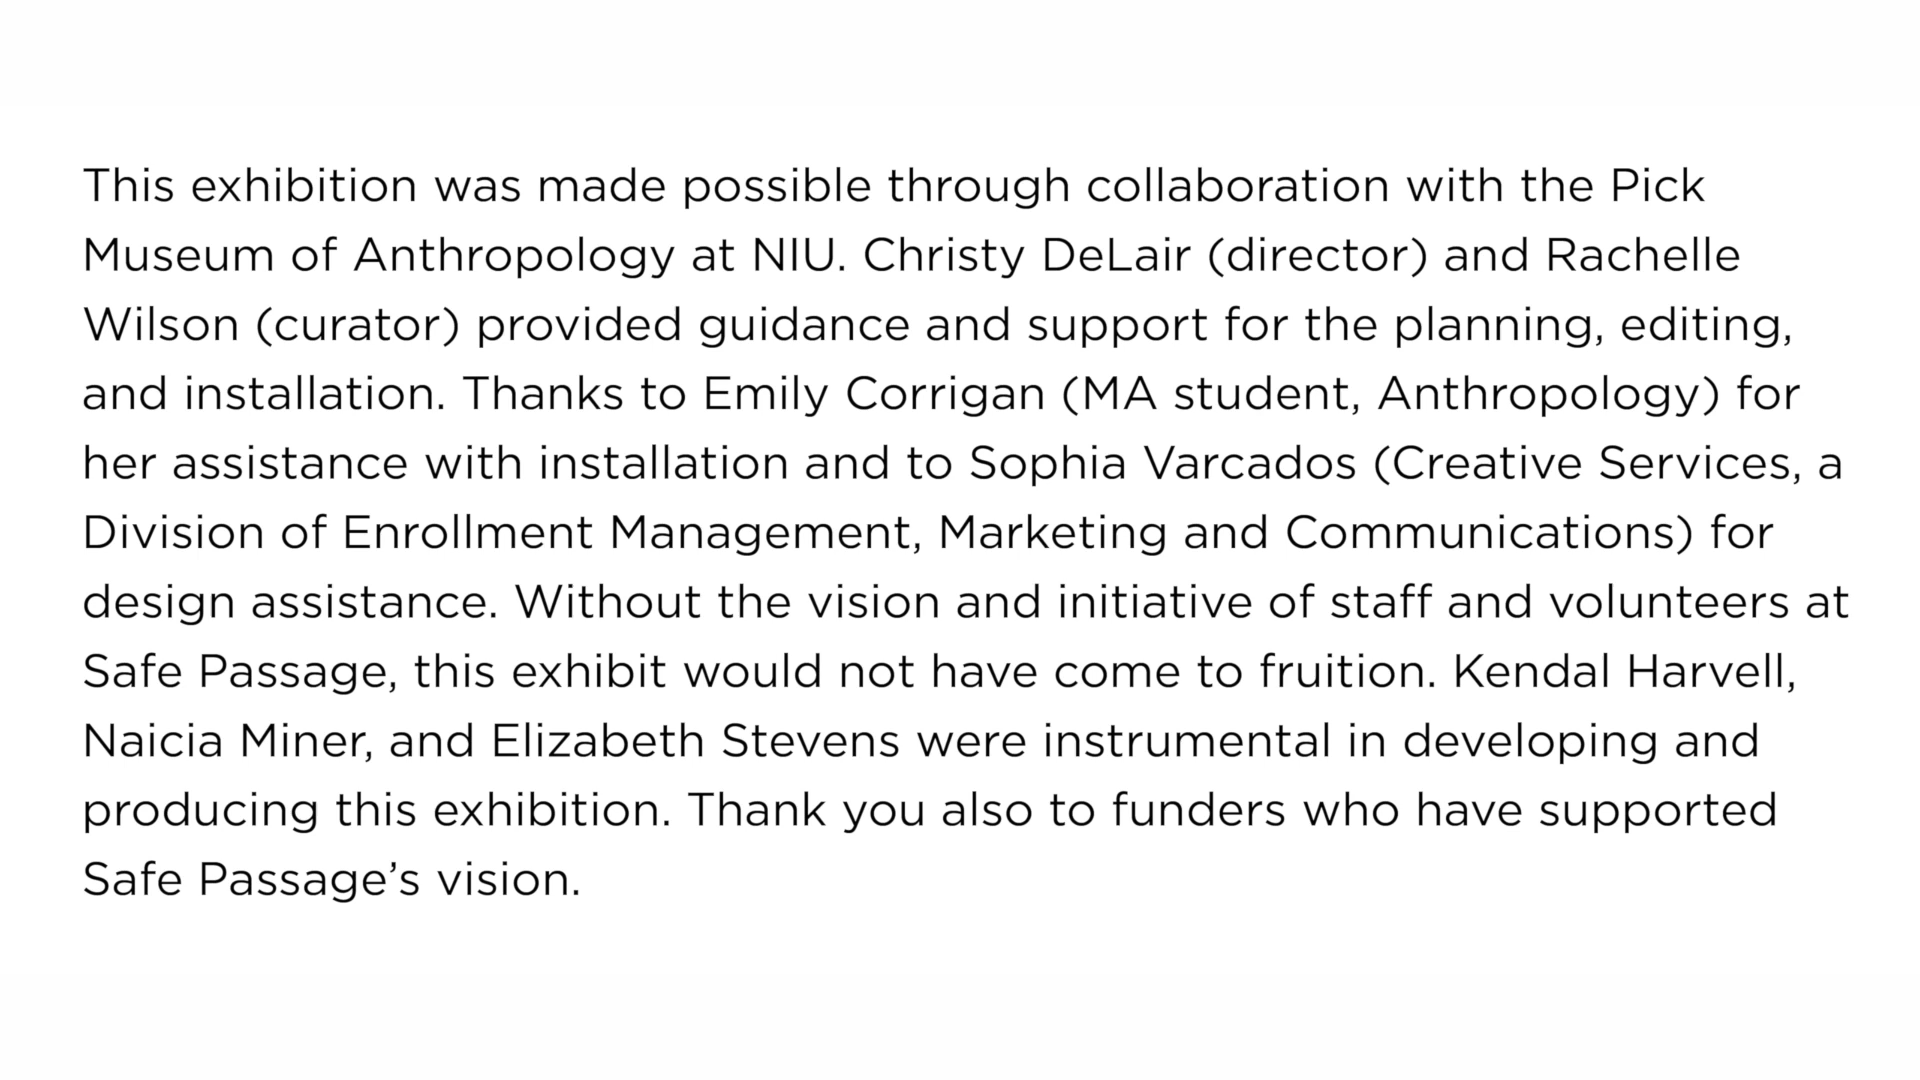 This exhibition was made possible through collaboration with the Pick
Museum of Anthropology at NIU. Christy DeLair (director) and Rachelle
Wilson (curator) provided guidance and support for the planning, editing,
and installation. Thanks to Emily Corrigan (MA student, Anthropology) for
her assistance with installation and to Sophia Varcados (Creative Services, a
Division of Enrollment Management, Marketing and Communications) for
design assistance. Without the vision and initiative of staff and volunteers at
Safe Passage, this exhibit would not have come to fruition. Kendal Harvell,
Naicia Miner, and Elizabeth Stevens were instrumental in developing and
producing this exhibition. Thank you also to funders who have supported
Safe Passage’s vision.